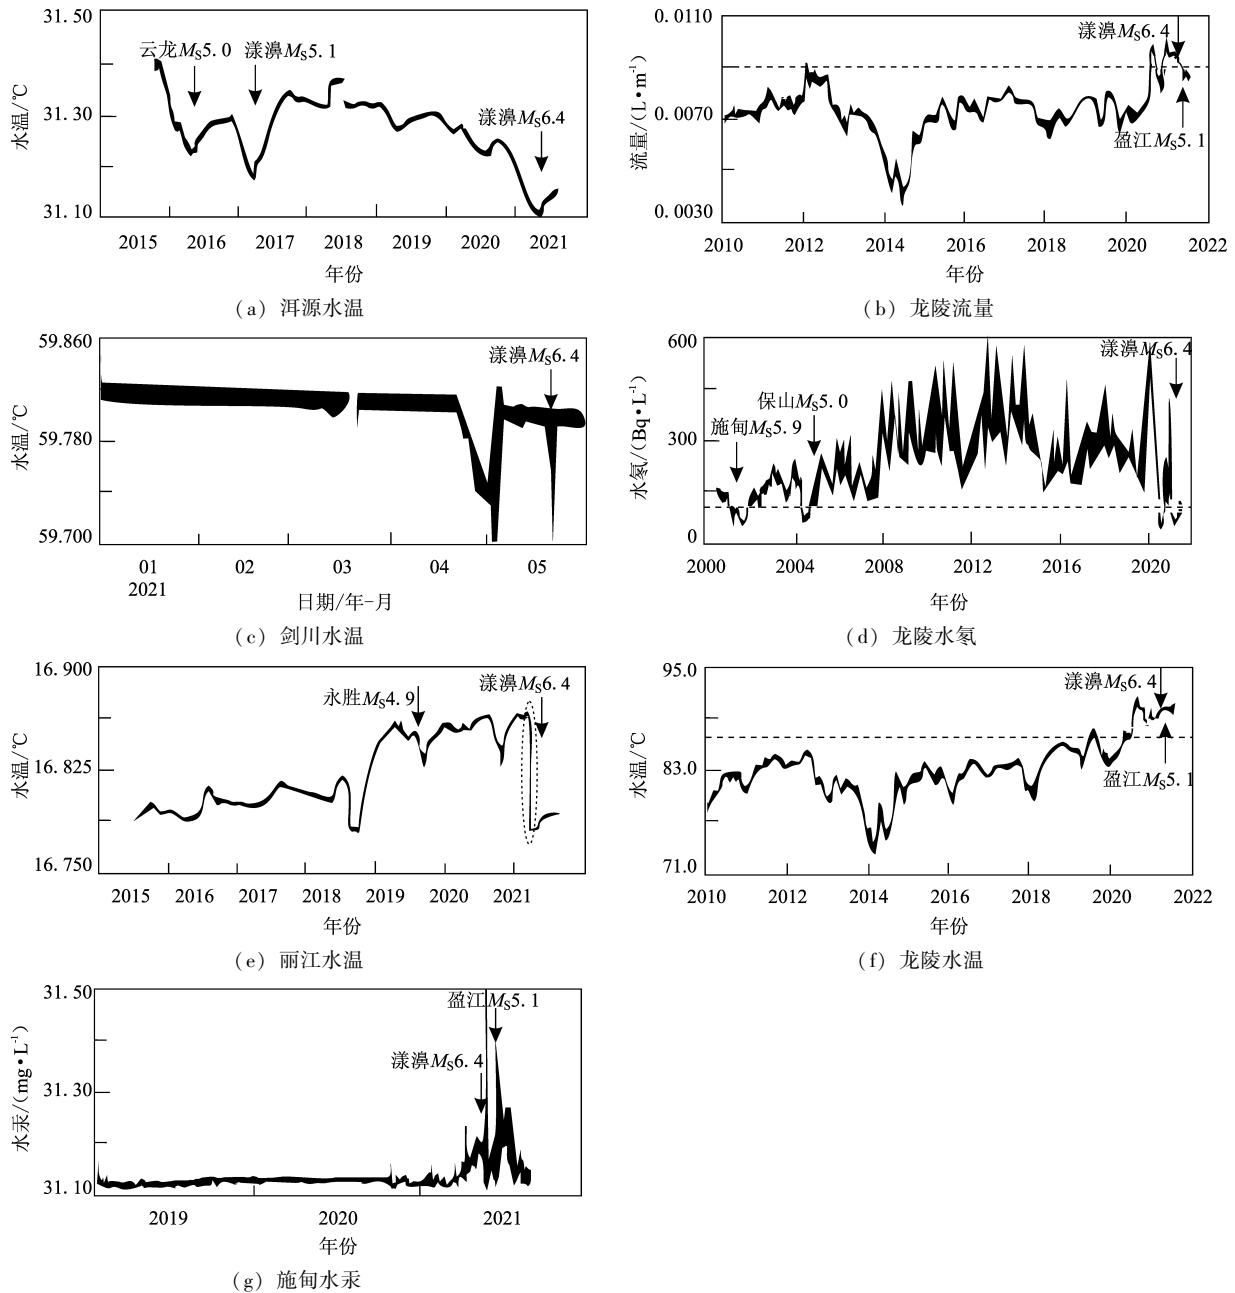 31.50
31.30
31.10
水温/℃
云龙MS5.0
漾濞MS5.1
漾濞MS6.4
2015 2016 2017 2018 2019 2020 2021
年份
(a) 洱源水温
0.0110
0.0070
0.0030
流量/(L·m⁻¹)
漾濞MS6.4
盈江MS5.1
2010 2012 2014 2016 2018 2020 2022
年份
(b) 龙陵流量
59.860
59.780
59.700
水温/℃
漾濞MS6.4
01 02 03 04 05
2021
日期/年-月
(c) 剑川水温
600
300
0
水氡/(Bq·L⁻¹)
施甸MS5.9
保山MS5.0
漾濞MS6.4
2000 2004 2008 2012 2016 2020
年份
(d) 龙陵水氡
16.900
16.825
16.750
水温/℃
永胜MS4.9
漾濞MS6.4
2015 2016 2017 2018 2019 2020 2021
年份
(e) 丽江水温
95.0
83.0
71.0
水温/℃
漾濞MS6.4
盈江MS5.1
2010 2012 2014 2016 2018 2020 2022
年份
(f) 龙陵水温
31.50
31.30
31.10
水汞/(mg·L⁻¹)
盈江MS5.1
漾濞MS6.4
2019 2020 2021
年份
(g) 施甸水汞